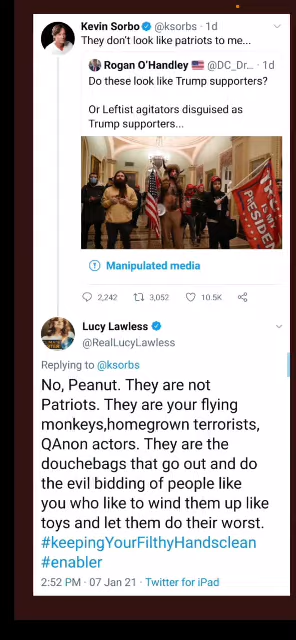 Kevin Sorbo @ksorbs · 1d
They don't look like patriots to me...
Rogan O'Handley @DC_Dr... · 1d
Do these look like Trump supporters?
Or Leftist agitators disguised as
Trump supporters...
PRESIDENT
Manipulated media
2,242 3,052 10.5K
Lucy Lawless
@RealLucyLawless
Replying to @ksorbs
No, Peanut. They are not
Patriots. They are your flying
monkeys,homegrown terrorists,
QAnon actors. They are the
douchebags that go out and do
the evil bidding of people like
you who like to wind them up like
toys and let them do their worst.
#keepingYourFilthyHandsclean
#enabler
2:52 PM · 07 Jan 21 · Twitter for iPad